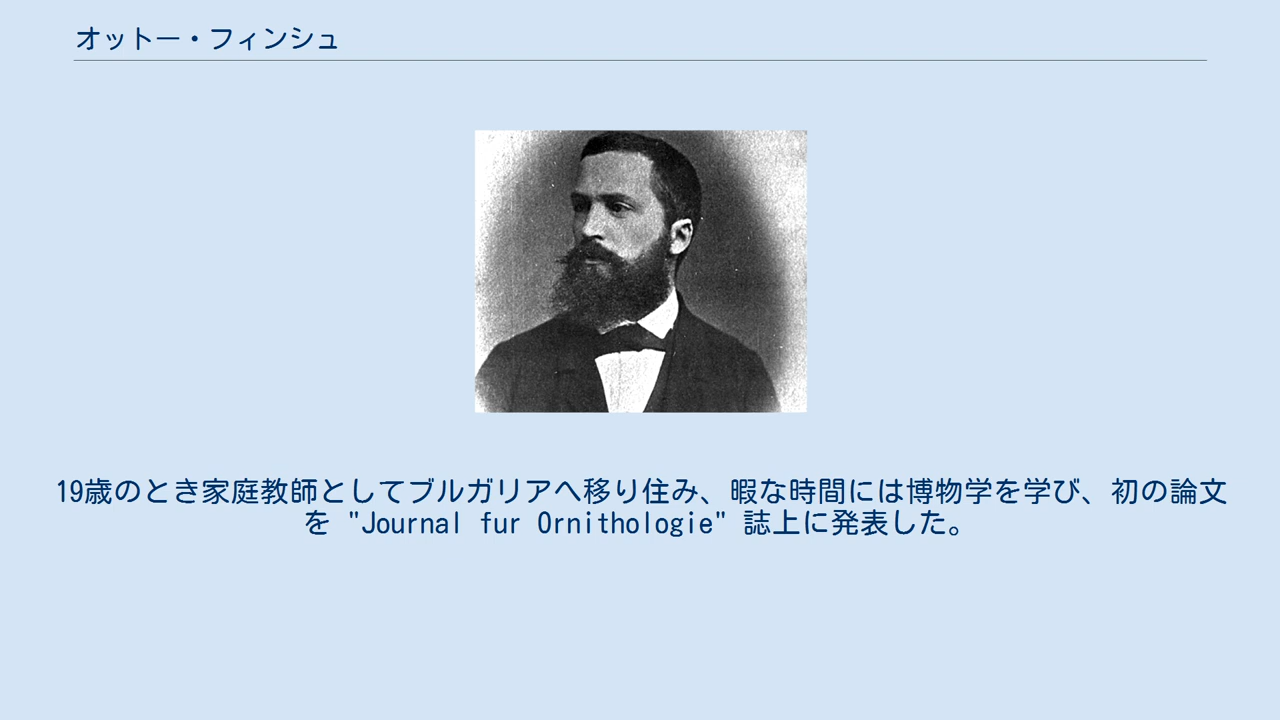 オットー・フィンシュ
19歳のとき家庭教師としてブルガリアへ移り住み、暇な時間には博物学を学び、初の論文
を "Journal fur Ornithologie" 誌上に発表した。